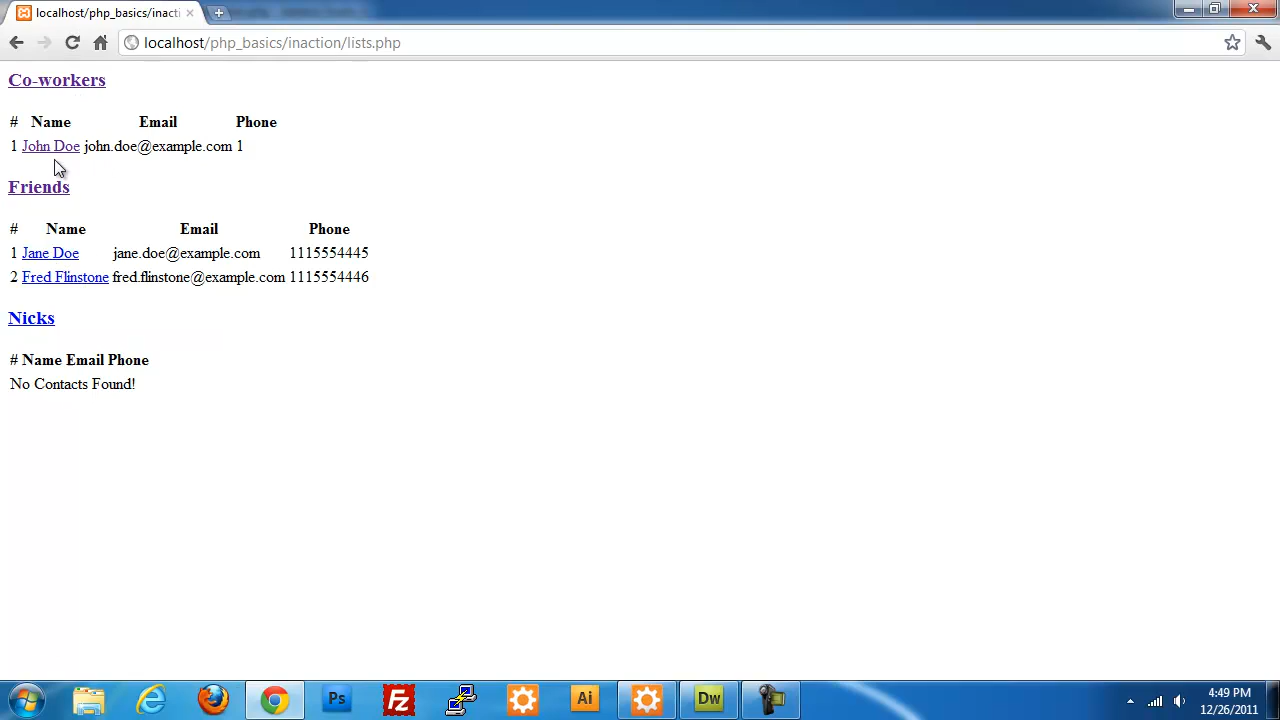 localhost/php_basics/inacti
localhost/php_basics/inaction/lists.php
Co-workers
# Name Email Phone
1 John Doe john.doe@example.com 1
Friends
# Name Email Phone
1 Jane Doe jane.doe@example.com 1115554445
2 Fred Flinstone fred.flinstone@example.com 1115554446
Nicks
# Name Email Phone
No Contacts Found!
Ps
Fz
Ai
Dw
4:49 PM
12/26/2011